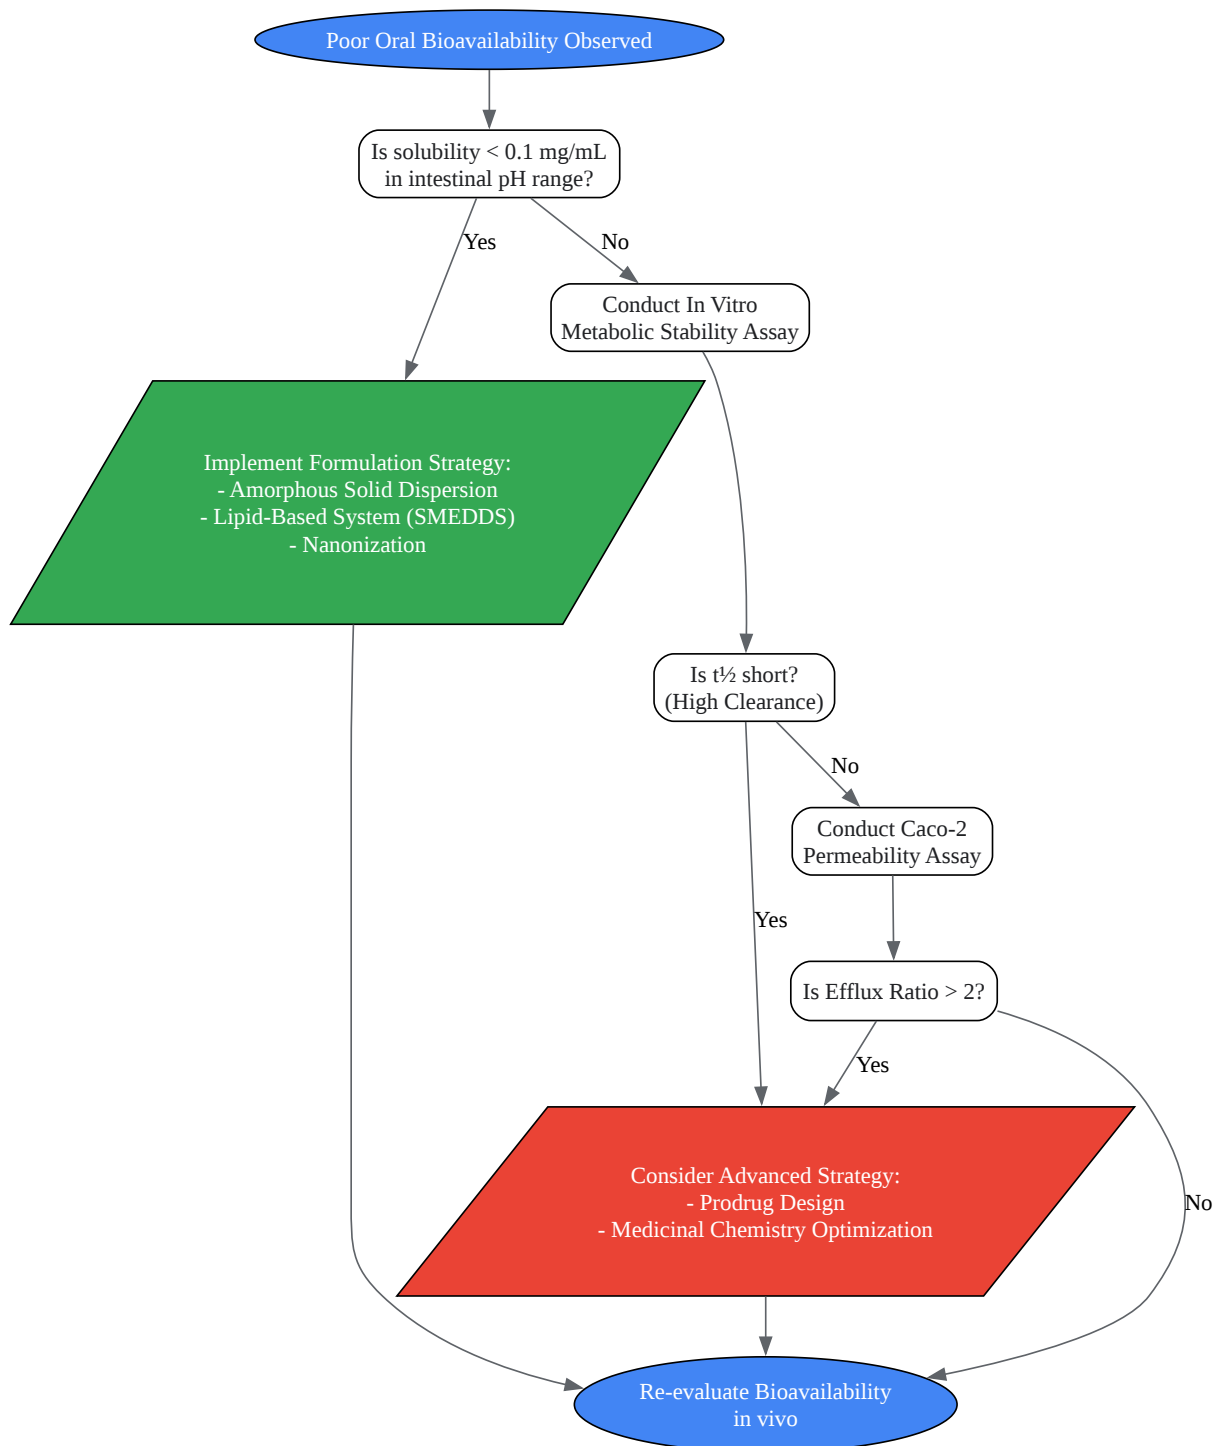 Poor Oral Bioavailability Observed
Is solubility < 0.1 mg/mL
in intestinal pH range?
Yes
No
Conduct In Vitro
Metabolic Stability Assay
Implement Formulation Strategy:
- Amorphous Solid Dispersion
- Lipid-Based System (SMEDDS)
- Nanonization
Is t½ short?
(High Clearance)
No
Conduct Caco-2
Permeability Assay
Yes
Is Efflux Ratio > 2?
Yes
Consider Advanced Strategy:
- Prodrug Design
- Medicinal Chemistry Optimization
No
Re-evaluate Bioavailability
in vivo